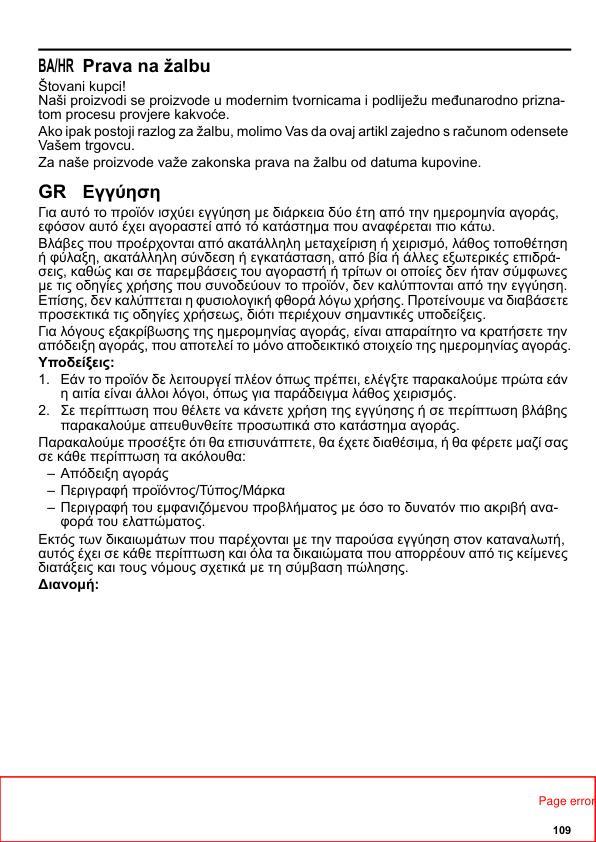 BA/HR Prava na žalbu
Štovani kupci!
Naši proizvodi se proizvode u modernim tvornicama i podliježu međunarodno prizna-
tom procesu provjere kakvoće.
Ako ipak postoji razlog za žalbu, molimo Vas da ovaj artikl zajedno s računom odensete
Vašem trgovcu.
Za naše proizvode važe zakonska prava na žalbu od datuma kupovine.
GR Εγγύηση
Για αυτό το προϊόν ισχύει εγγύηση με διάρκεια δύο έτη από την ημερομηνία αγοράς,
εφόσον αυτό έχει αγοραστεί από τό κατάστημα που αναφέρεται πιο κάτω.
Βλάβες που προέρχονται από ακατάλληλη μεταχείριση ή χειρισμό, λάθος τοποθέτηση
ή φύλαξη, ακατάλληλη σύνδεση ή εγκατάσταση, από βία ή άλλες εξωτερικές επιδρά-
σεις, καθώς και σε παρεμβάσεις του αγοραστή ή τρίτων οι οποίες δεν ήταν σύμφωνες
με τις οδηγίες χρήσης που συνοδεύουν το προϊόν, δεν καλύπτονται από την εγγύηση.
Επίσης, δεν καλύπτεται η φυσιολογική φθορά λόγω χρήσης. Προτείνουμε να διαβάσετε
προσεκτικά τις οδηγίες χρήσεως, διότι περιέχουν σημαντικές υποδείξεις.
Για λόγους εξακρίβωσης της ημερομηνίας αγοράς, είναι απαραίτητο να κρατήσετε την
απόδειξη αγοράς, που αποτελεί το μόνο αποδεικτικό στοιχείο της ημερομηνίας αγοράς.
Υποδείξεις:
1. Εάν το προϊόν δε λειτουργεί πλέον όπως πρέπει, ελέγξτε παρακαλούμε πρώτα εάν
η αιτία είναι άλλοι λόγοι, όπως για παράδειγμα λάθος χειρισμός.
2. Σε περίπτωση που θέλετε να κάνετε χρήση της εγγύησης ή σε περίπτωση βλάβης
παρακαλούμε απευθυνθείτε προσωπικά στο κατάστημα αγοράς.
Παρακαλούμε προσέξτε ότι θα επισυνάπτετε, θα έχετε διαθέσιμα, ή θα φέρετε μαζί σας
σε κάθε περίπτωση τα ακόλουθα:
– Απόδειξη αγοράς
– Περιγραφή προϊόντος/Τύπος/Μάρκα
– Περιγραφή του εμφανιζόμενου προβλήματος με όσο το δυνατόν πιο ακριβή ανα-
φορά του ελαττώματος.
Εκτός των δικαιωμάτων που παρέχονται με την παρούσα εγγύηση στον καταναλωτή,
αυτός έχει σε κάθε περίπτωση και όλα τα δικαιώματα που απορρέουν από τις κείμενες
διατάξεις και τους νόμους σχετικά με τη σύμβαση πώλησης.
Διανομή:
Page error
109